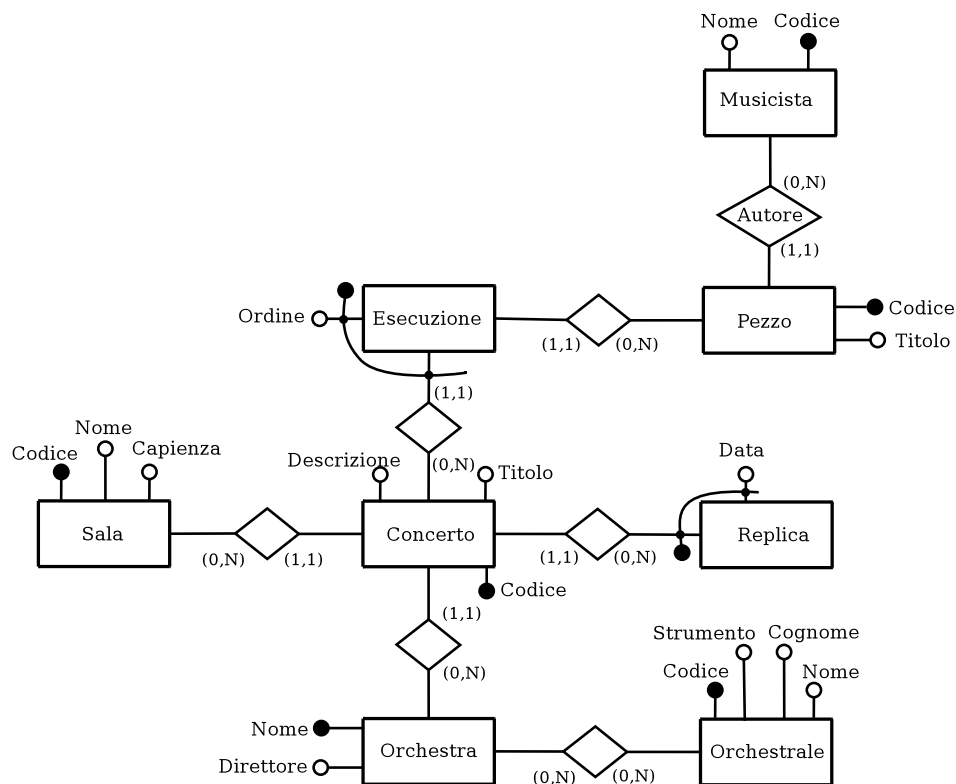 Nome Codice
Musicista
(0,N)
Autore
(1,1)
Ordine
Esecuzione
(1,1)
(0,N)
Pezzo
Codice
Titolo
(1,1)
(0,N)
Codice
Nome
Capienza
Sala
(0,N)
(1,1)
Descrizione
Titolo
Concerto
Codice
(1,1)
(0,N)
Data
Replica
(1,1)
(0,N)
Strumento Cognome
Codice
Nome
Nome
Direttore
Orchestra
(0,N)
(0,N)
Orchestrale